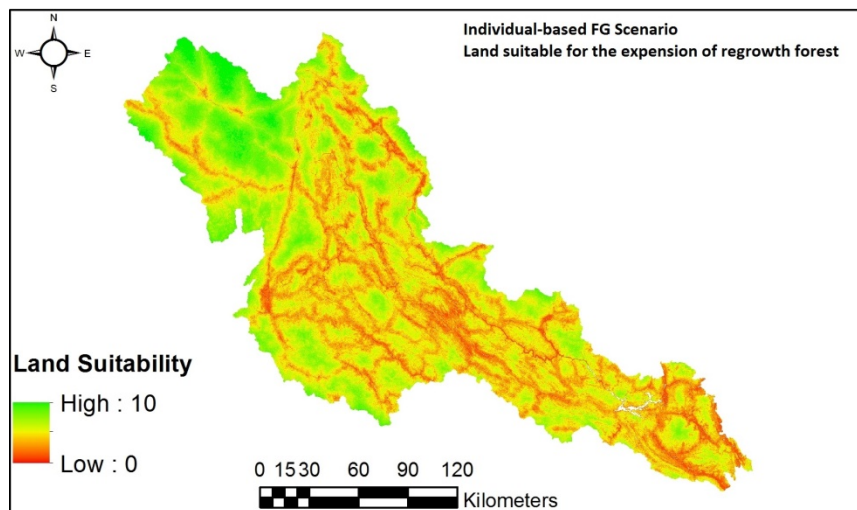 N
W E
S
Individual-based FG Scenario
Land suitable for the expension of regrowth forest
Land Suitability
High : 10
Low : 0
0 15 30 60 90 120
Kilometers